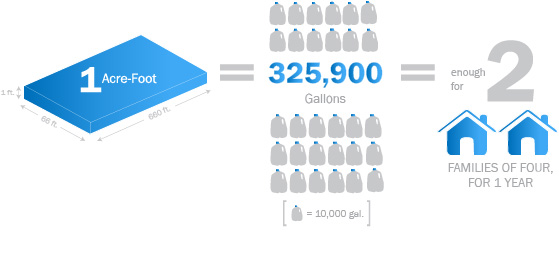 1 Acre-Foot
1 ft.
66 ft.
660 ft.
=
325,900
Gallons
= 10,000 gal.
=
enough
for
2
FAMILIES OF FOUR,
FOR 1 YEAR